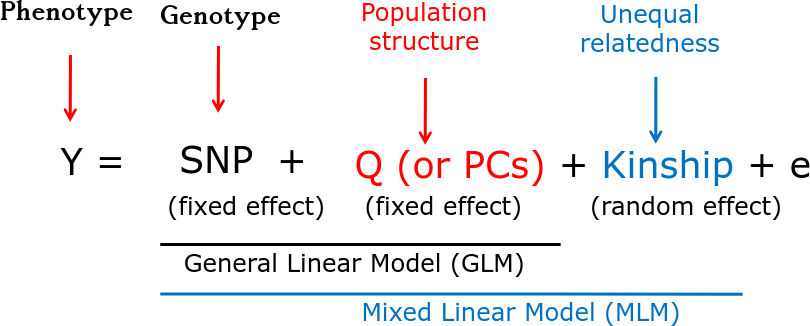 Phenotype
Genotype
Population
structure
Unequal
relatedness
Y = SNP + Q (or PCs) + Kinship + e
(fixed effect) (fixed effect) (random effect)
General Linear Model (GLM)
Mixed Linear Model (MLM)